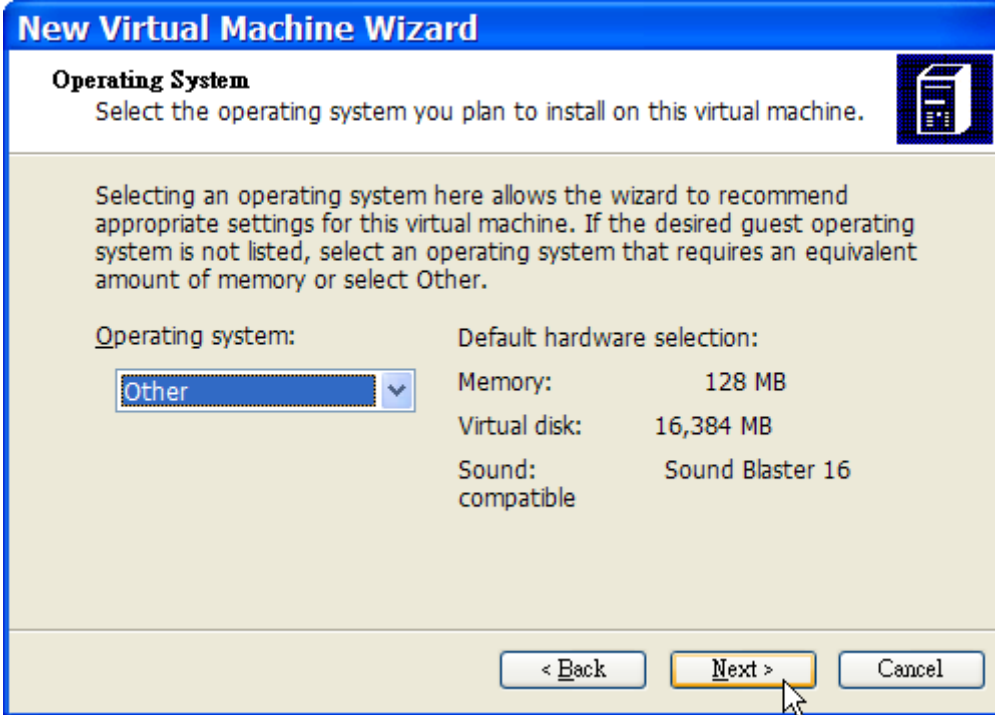 New Virtual Machine Wizard
Operating System
Select the operating system you plan to install on this virtual machine.
Selecting an operating system here allows the wizard to recommend
appropriate settings for this virtual machine. If the desired guest operating
system is not listed, select an operating system that requires an equivalent
amount of memory or select Other.
Operating system:
Other
Default hardware selection:
Memory: 128 MB
Virtual disk: 16,384 MB
Sound: Sound Blaster 16
compatible
< Back Next > Cancel